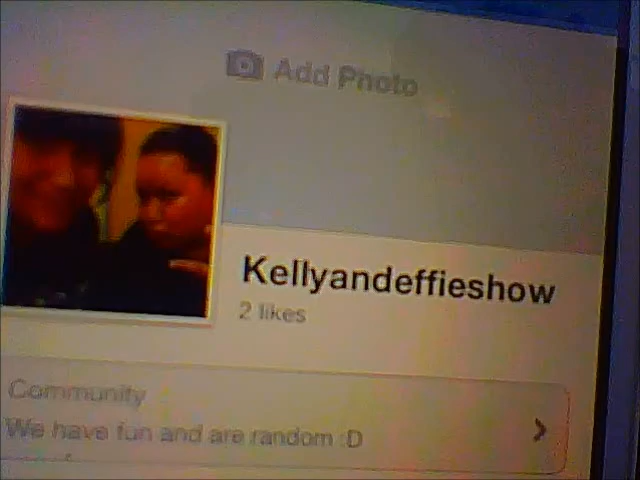 Add Photo
Kellyandeffieshow
2 likes
Community
We have fun and are random :D